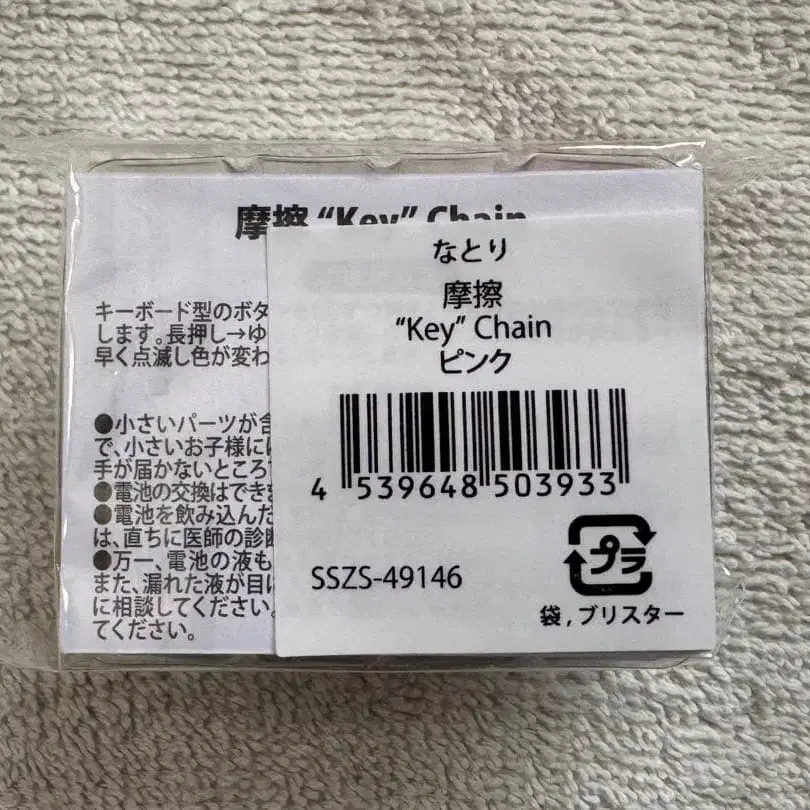 摩擦 “Key” Chain
キーボード型のボタ
します。長押し→ゆ
早く点滅し色が変わ
●小さいパーツが含
で、小さいお子様には
手が届かないところ
●電池の交換はできま
●電池を飲み込んだ
は、直ちに医師の診断
●万一、電池の液も
また、漏れた液が目に
に相談してください。
てください。
なとり
摩擦
“Key” Chain
ピンク
4 539648 503933
プラ
SSZS-49146
袋 , ブリスター